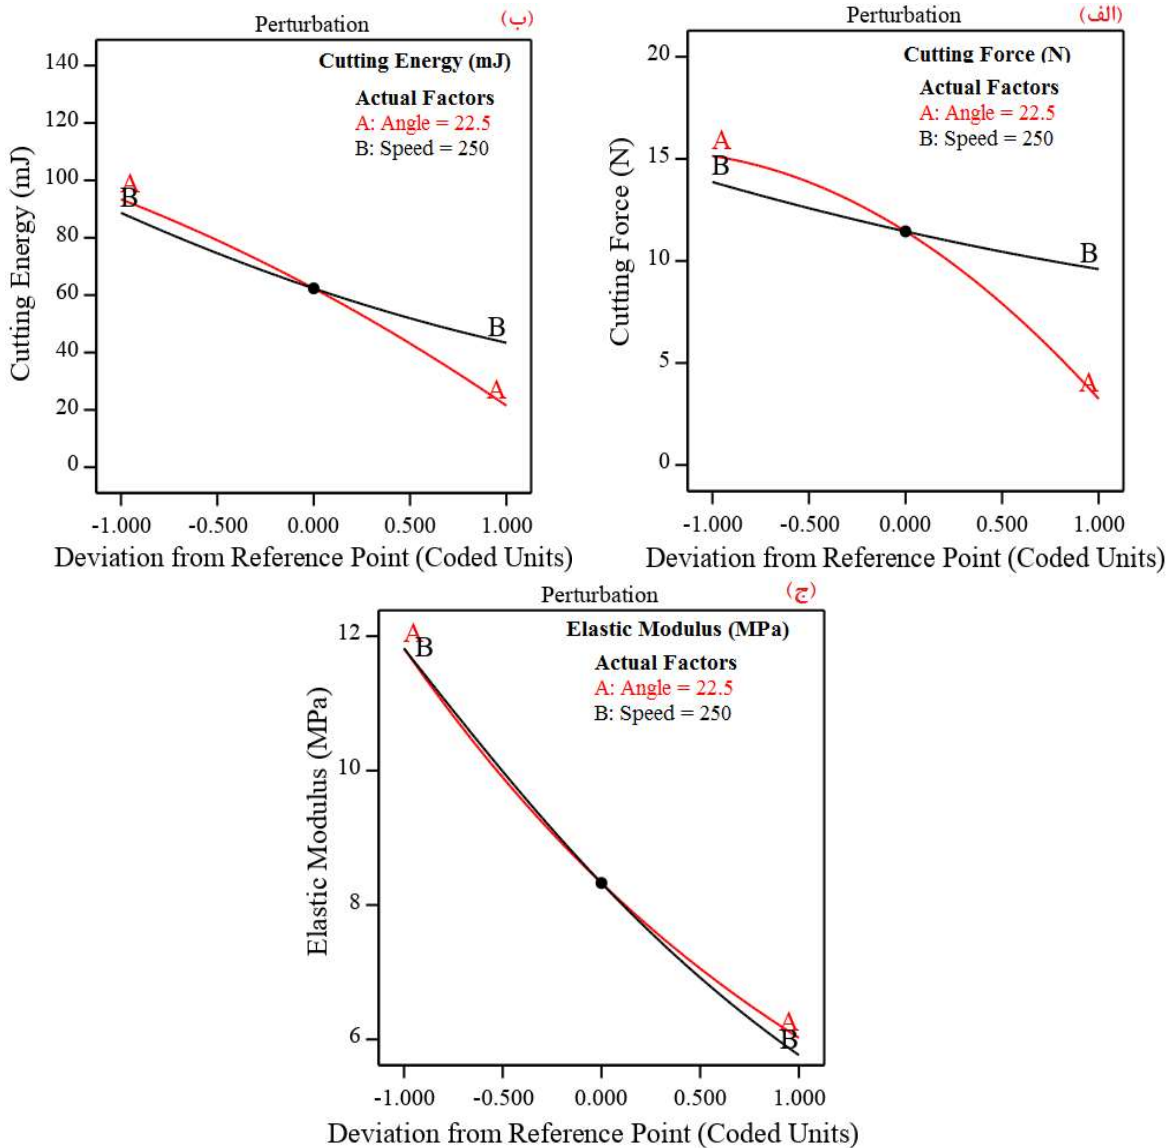 Perturbation
(ب)
Cutting Energy (mJ)
Actual Factors
A: Angle = 22.5
B: Speed = 250
Cutting Energy (mJ)
140
120
100
80
60
40
20
0
A
B
B
A
-1.000 -0.500 0.000 0.500 1.000
Deviation from Reference Point (Coded Units)
Perturbation
(الف)
Cutting Force (N)
Actual Factors
A: Angle = 22.5
B: Speed = 250
Cutting Force (N)
20
15
10
5
0
A
B
B
A
-1.000 -0.500 0.000 0.500 1.000
Deviation from Reference Point (Coded Units)
Perturbation
(ج)
Elastic Modulus (MPa)
Actual Factors
A: Angle = 22.5
B: Speed = 250
Elastic Modulus (MPa)
12
10
8
6
A
B
A
B
-1.000 -0.500 0.000 0.500 1.000
Deviation from Reference Point (Coded Units)